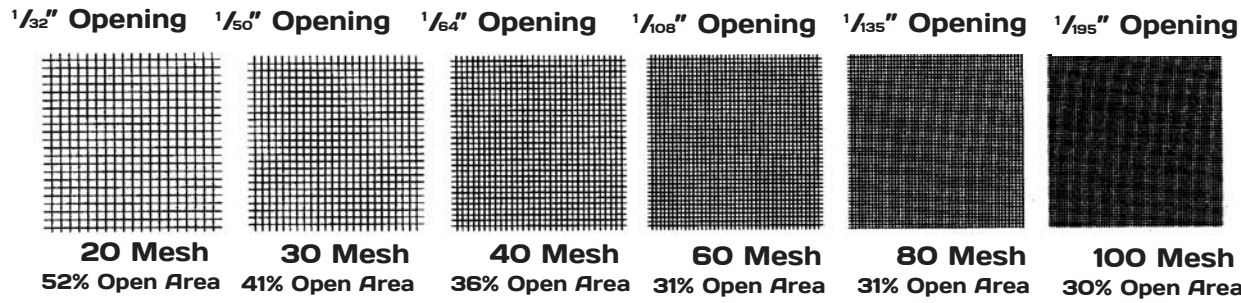 1/32" Opening 1/50" Opening 1/64" Opening 1/108" Opening 1/135" Opening 1/195" Opening
20 Mesh 30 Mesh 40 Mesh 60 Mesh 80 Mesh 100 Mesh
52% Open Area 41% Open Area 36% Open Area 31% Open Area 31% Open Area 30% Open Area